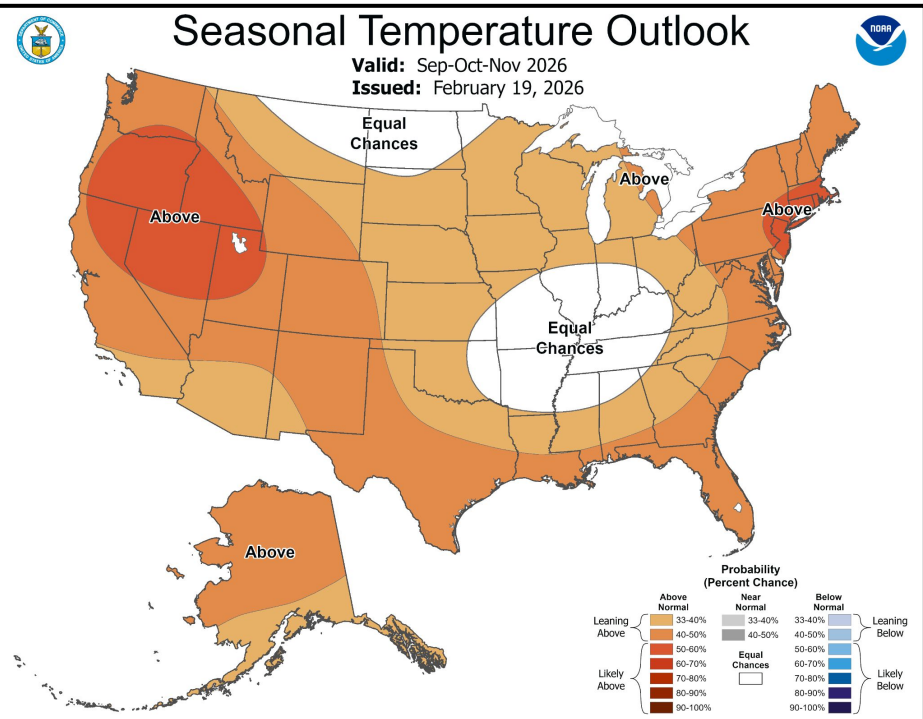 Seasonal Temperature Outlook
Valid: Sep-Oct-Nov 2026
Issued: February 19, 2026
NOAA
Equal
Chances
Above
Above
Above
Equal
Chances
Above
Probability
(Percent Chance)
Above
Normal
Near
Normal
Below
Normal
Leaning
Above
33-40%
40-50%
33-40%
40-50%
33-40%
40-50%
Leaning
Below
Likely
Above
50-60%
60-70%
70-80%
80-90%
90-100%
Equal
Chances
50-60%
60-70%
70-80%
80-90%
90-100%
Likely
Below